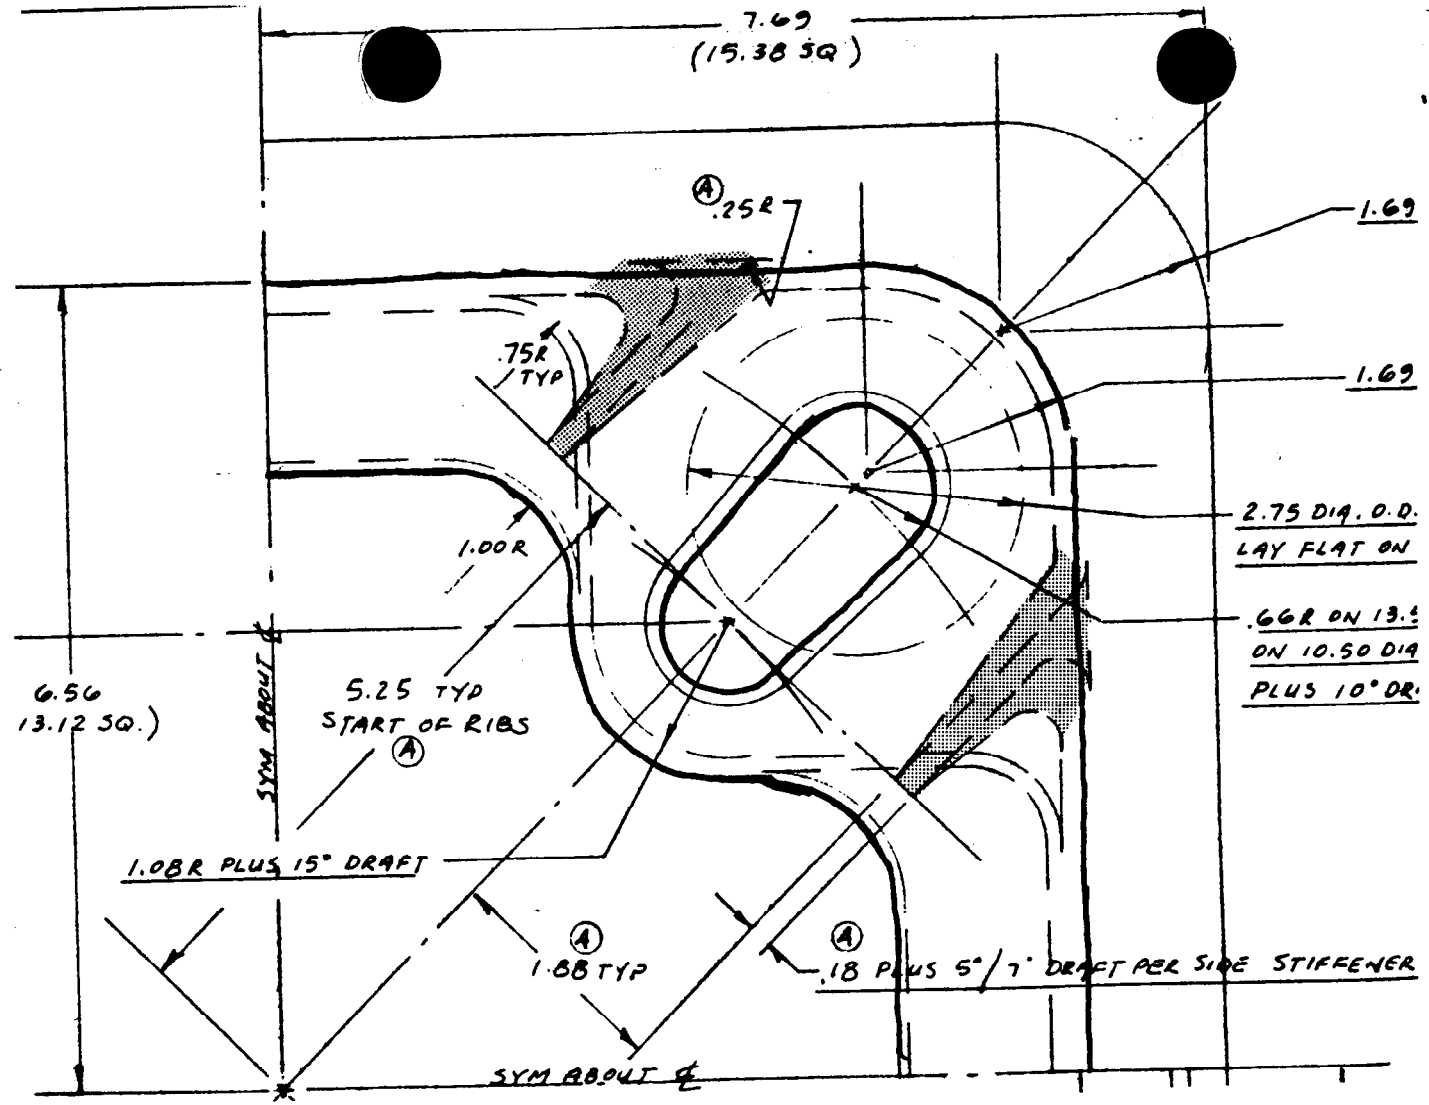 7.69
(15.38 SQ)
A
.25R
1.69
.75R
TYP
1.69
1.00R
2.75 DIA. O.D.
LAY FLAT ON
.66R ON 13.
ON 10.50 DIA
PLUS 10° DR.
6.56
13.12 SQ.)
SYM ABOUT ℄
5.25 TYP
START OF RIBS
A
1.08R PLUS 15° DRAFT
A
1.88 TYP
A
.18 PLUS 5°/7° DRAFT PER SIDE STIFFENER
SYM ABOUT ℄